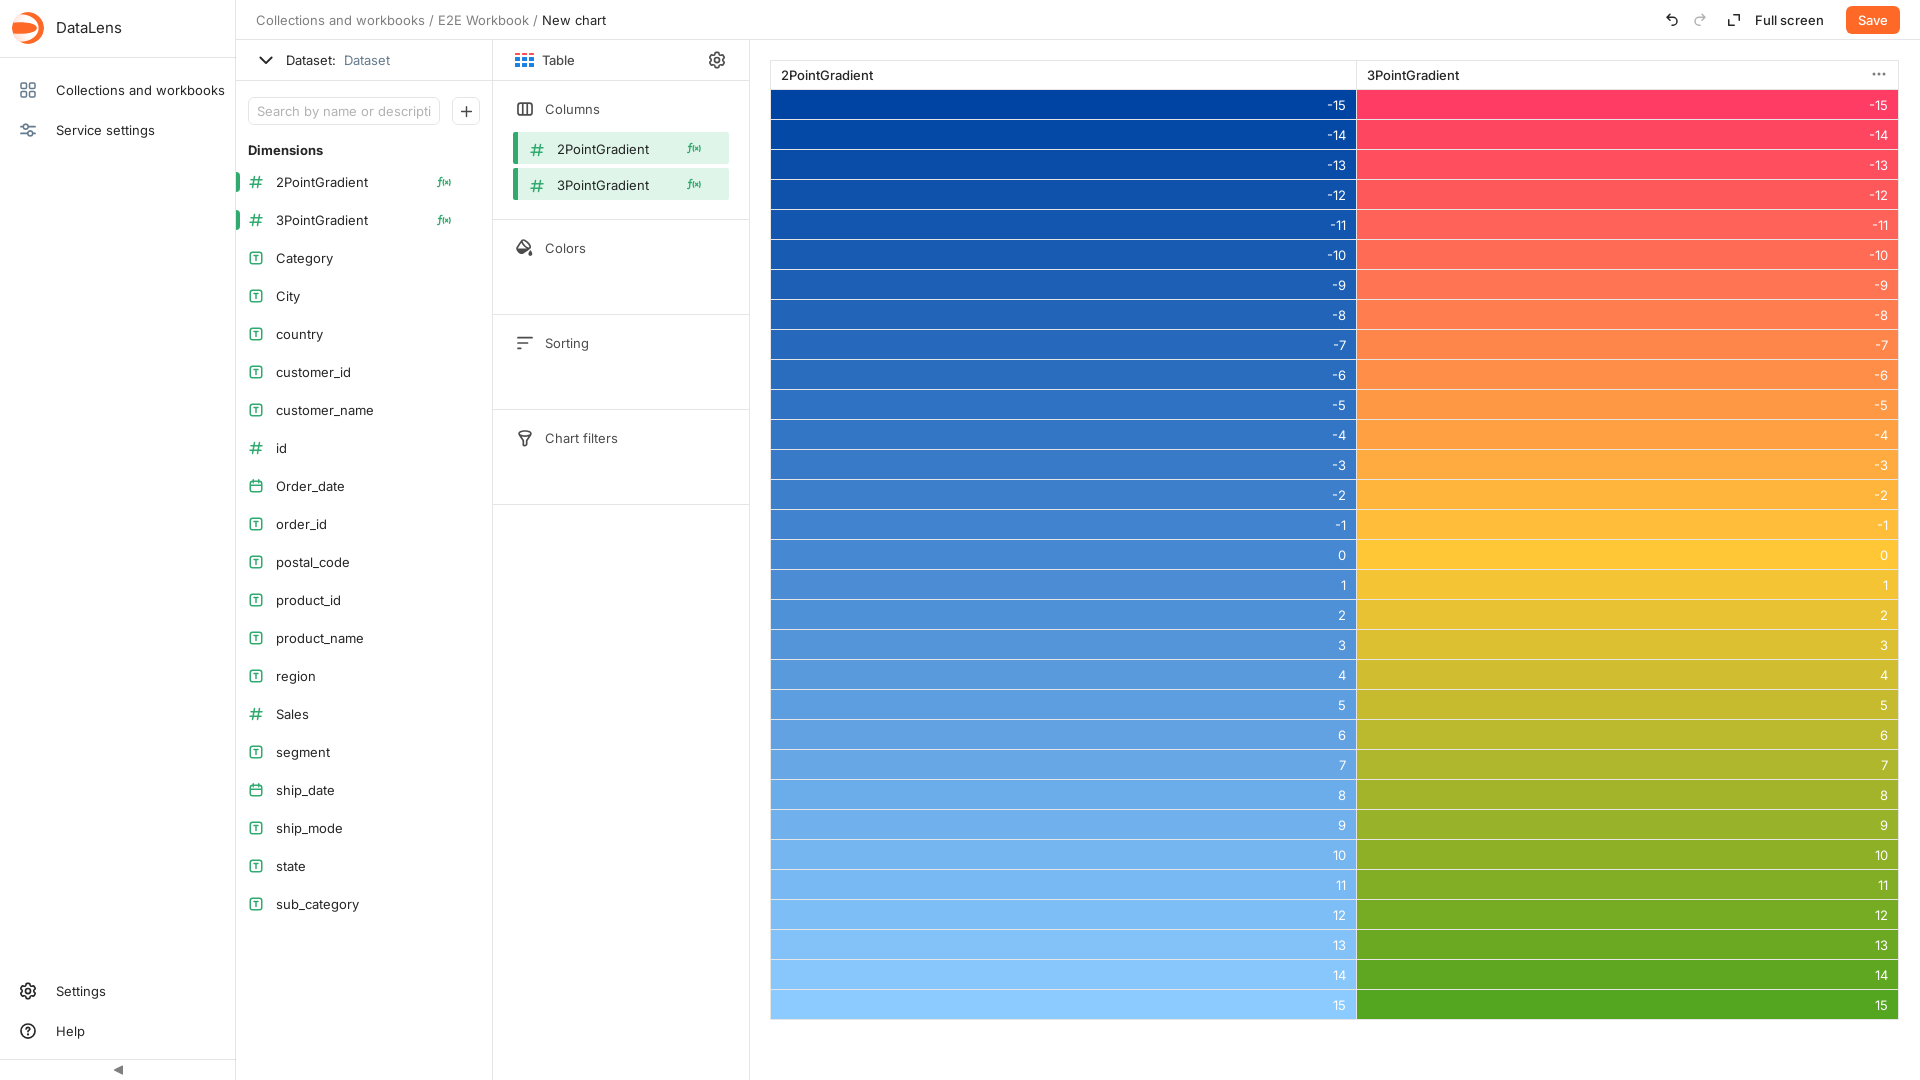 DataLens
Collections and workbooks
Service settings
Settings
Help
Collections and workbooks / E2E Workbook / New chart
Full screen
Save
Dataset: Dataset
Search by name or descripti
Dimensions
2PointGradient
3PointGradient
Category
City
country
customer_id
customer_name
id
Order_date
order_id
postal_code
product_id
product_name
region
Sales
segment
ship_date
ship_mode
state
sub_category
Table
Columns
2PointGradient
3PointGradient
Colors
Sorting
Chart filters
2PointGradient 3PointGradient
-15 -15
-14 -14
-13 -13
-12 -12
-11 -11
-10 -10
-9 -9
-8 -8
-7 -7
-6 -6
-5 -5
-4 -4
-3 -3
-2 -2
-1 -1
0 0
1 1
2 2
3 3
4 4
5 5
6 6
7 7
8 8
9 9
10 10
11 11
12 12
13 13
14 14
15 15